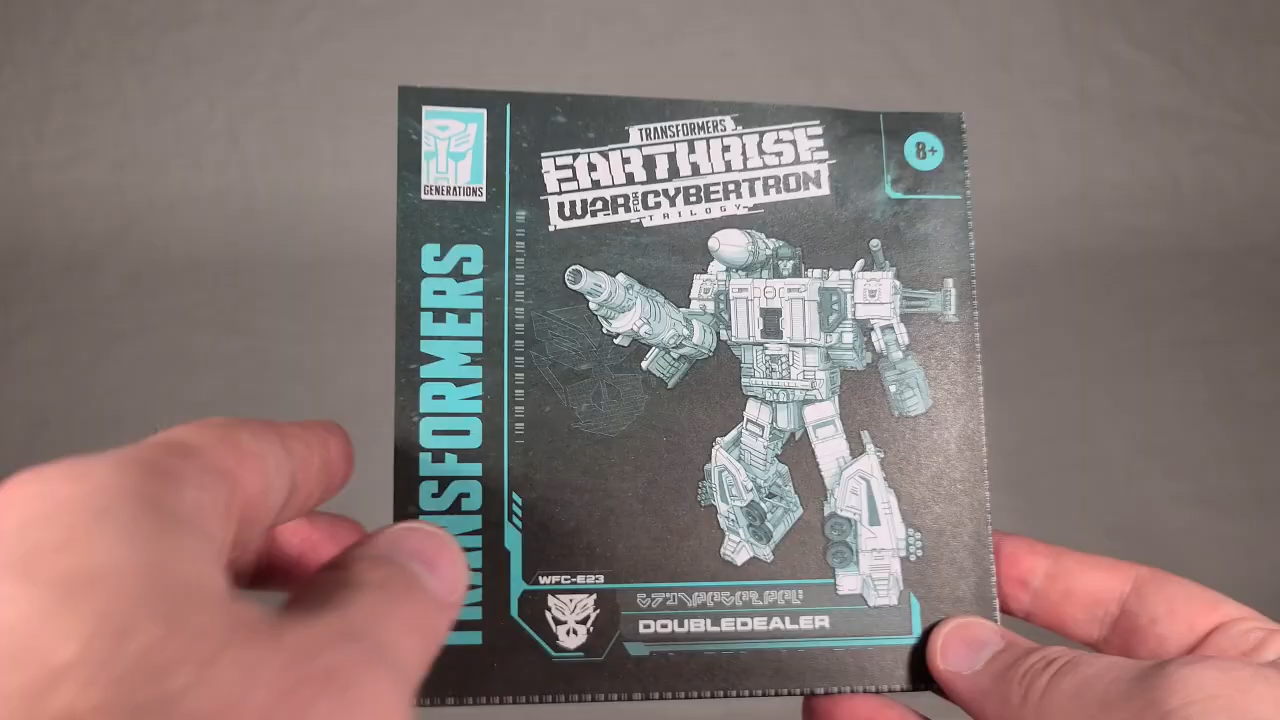 GENERATIONS
TRANSFORMERS
TRANSFORMERS
EARTHRISE
WAR FOR CYBERTRON
TRILOGY
8+
WFC-E23
DOUBLEDEALER